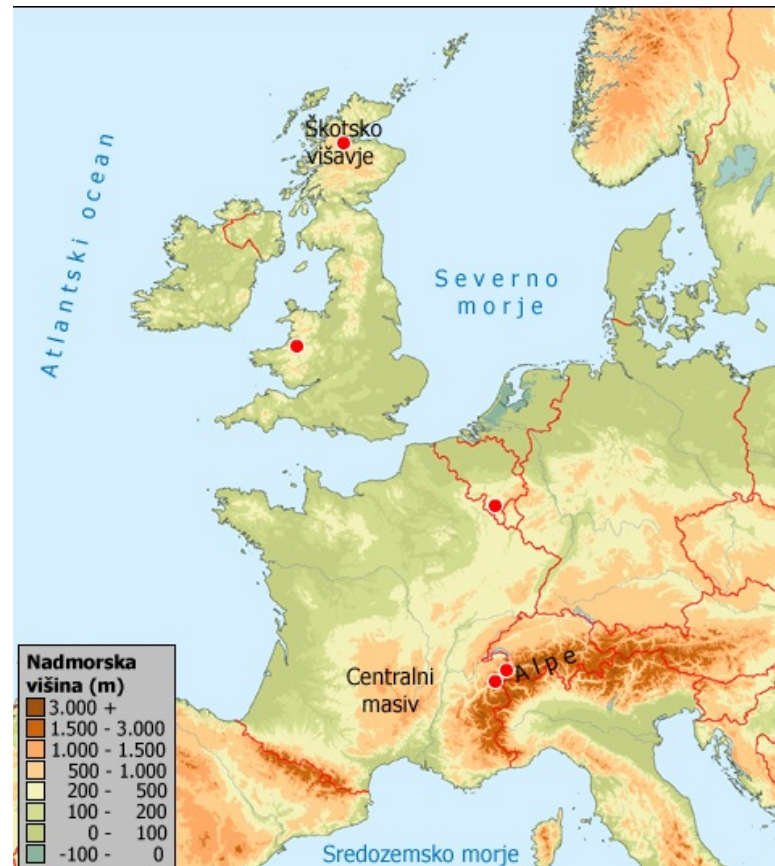 Škotsko
višavje
Atlantski ocean
Severno
morje
Alpe
Centralni
masiv
Nadmorska
višina (m)
3.000 +
1.500 - 3.000
1.000 - 1.500
500 - 1.000
200 - 500
100 - 200
0 - 100
-100 - 0
Sredozemsko morje